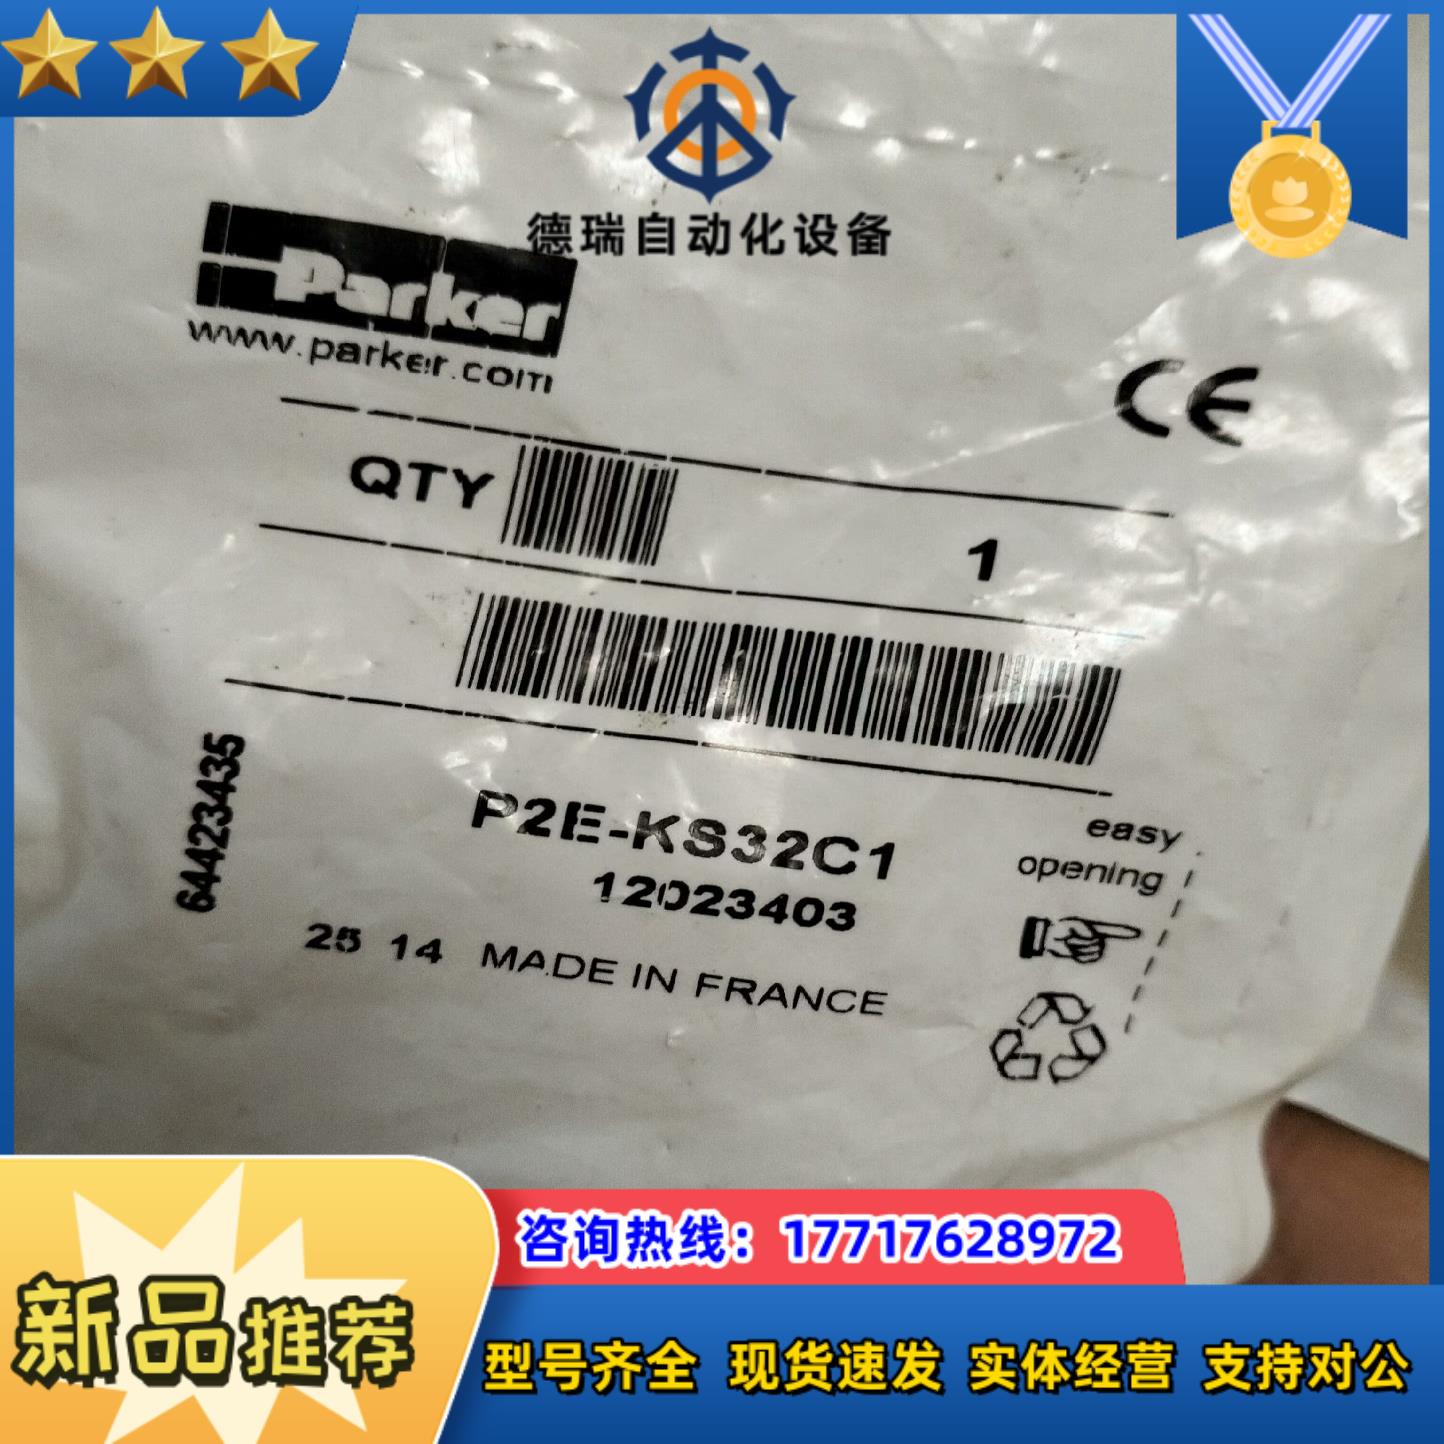 德瑞自动化设备
Parker
www.parker.com
CE
QTY
1
64423435
P2E-KS32C1
12023403
25 14 MADE IN FRANCE
easy
opening
咨询热线：17717628972
新品推荐
型号齐全 现货速发 实体经营 支持对公